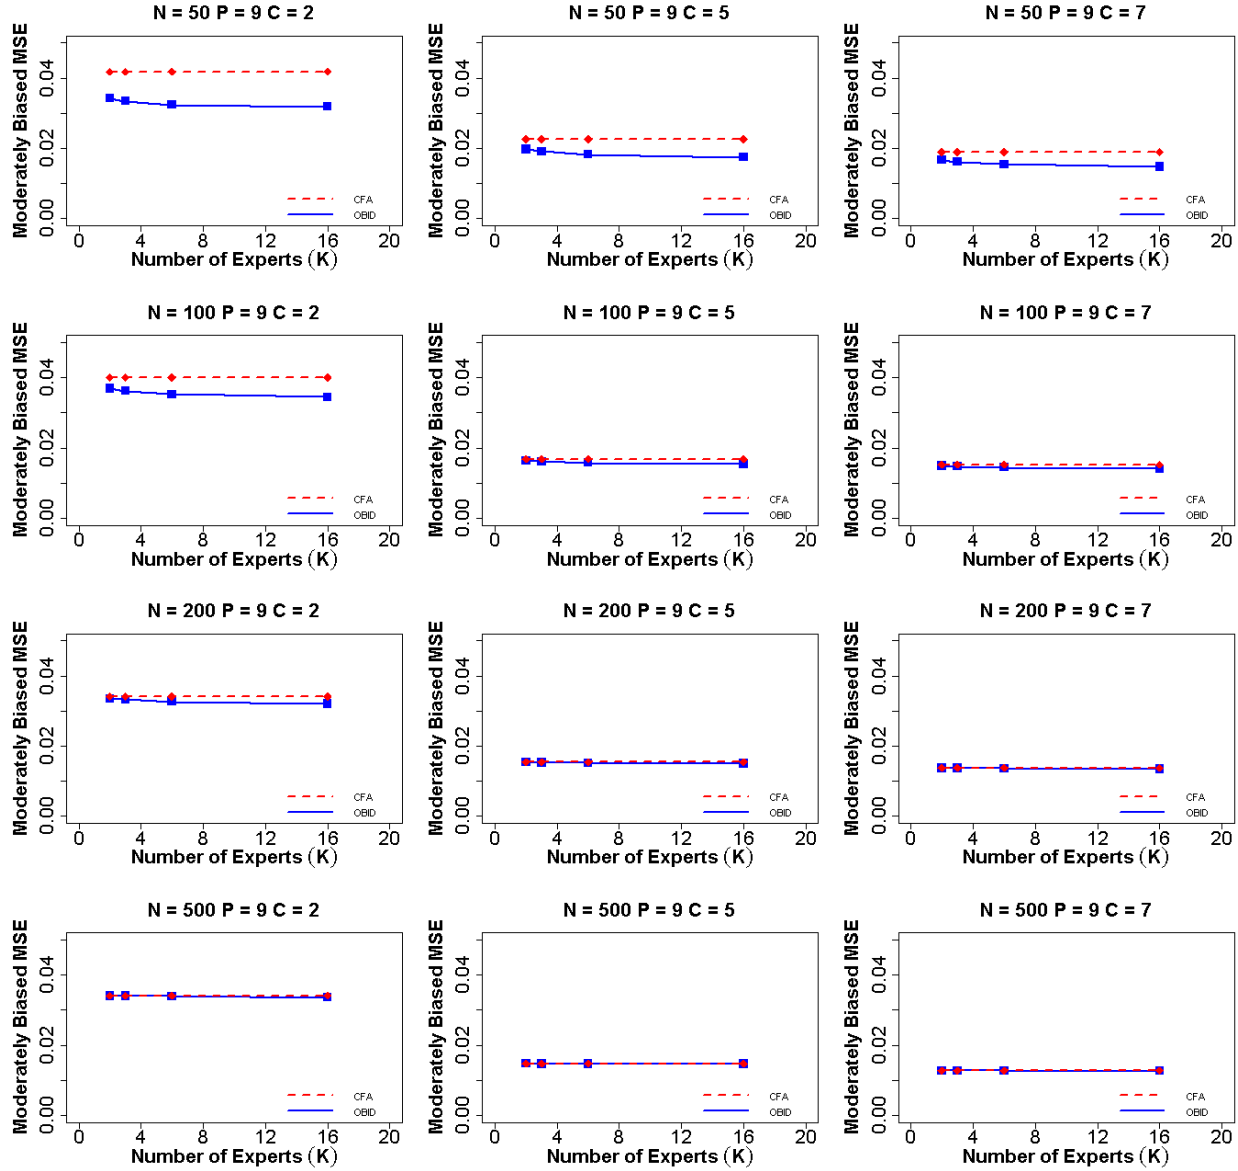 N = 50 P = 9 C = 2
Moderately Biased MSE
0.00 0.02 0.04
CFA
OBID
0 4 8 12 16 20
Number of Experts (K)
N = 50 P = 9 C = 5
Moderately Biased MSE
0.00 0.02 0.04
CFA
OBID
0 4 8 12 16 20
Number of Experts (K)
N = 50 P = 9 C = 7
Moderately Biased MSE
0.00 0.02 0.04
CFA
OBID
0 4 8 12 16 20
Number of Experts (K)
N = 100 P = 9 C = 2
Moderately Biased MSE
0.00 0.02 0.04
CFA
OBID
0 4 8 12 16 20
Number of Experts (K)
N = 100 P = 9 C = 5
Moderately Biased MSE
0.00 0.02 0.04
CFA
OBID
0 4 8 12 16 20
Number of Experts (K)
N = 100 P = 9 C = 7
Moderately Biased MSE
0.00 0.02 0.04
CFA
OBID
0 4 8 12 16 20
Number of Experts (K)
N = 200 P = 9 C = 2
Moderately Biased MSE
0.00 0.02 0.04
CFA
OBID
0 4 8 12 16 20
Number of Experts (K)
N = 200 P = 9 C = 5
Moderately Biased MSE
0.00 0.02 0.04
CFA
OBID
0 4 8 12 16 20
Number of Experts (K)
N = 200 P = 9 C = 7
Moderately Biased MSE
0.00 0.02 0.04
CFA
OBID
0 4 8 12 16 20
Number of Experts (K)
N = 500 P = 9 C = 2
Moderately Biased MSE
0.00 0.02 0.04
CFA
OBID
0 4 8 12 16 20
Number of Experts (K)
N = 500 P = 9 C = 5
Moderately Biased MSE
0.00 0.02 0.04
CFA
OBID
0 4 8 12 16 20
Number of Experts (K)
N = 500 P = 9 C = 7
Moderately Biased MSE
0.00 0.02 0.04
CFA
OBID
0 4 8 12 16 20
Number of Experts (K)